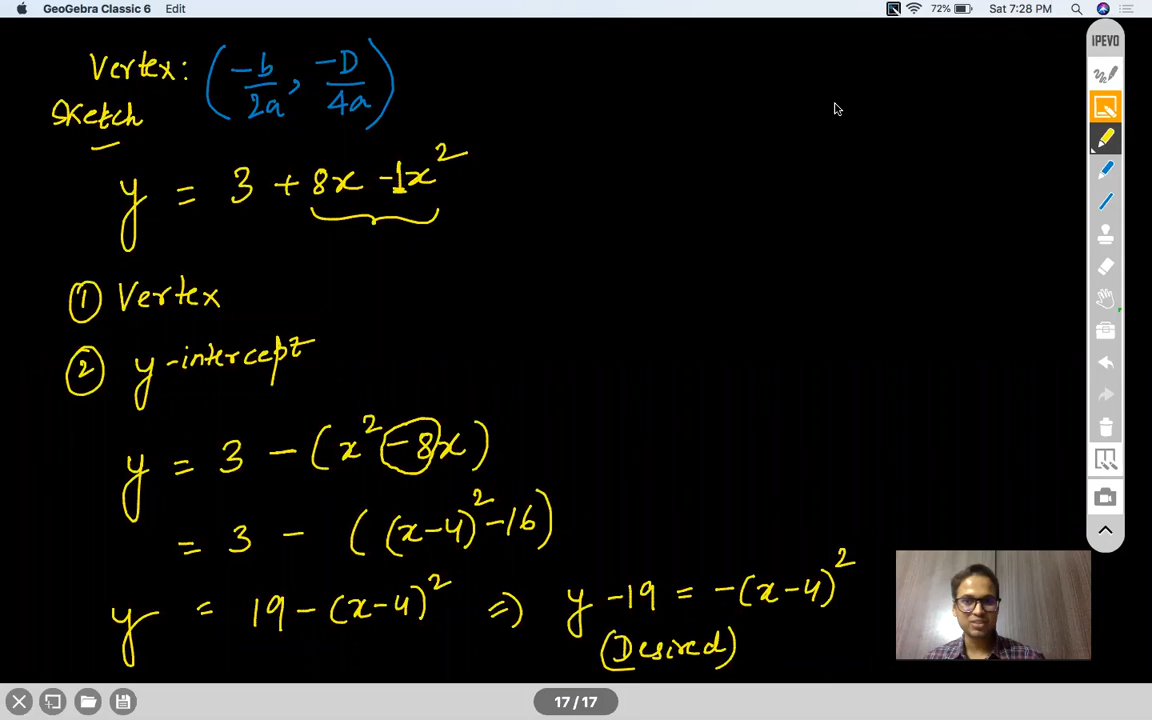 GeoGebra Classic 6 Edit 72% Sat 7:28 PM
IPEVO
Vertex: (-b/2a, -D/4a)
Sketch
y = 3 + 8x - 1x²
① Vertex
② y-intercept
y = 3 - (x² - 8x)
= 3 - ((x-4)² - 16)
y = 19 - (x-4)² ⇒ y - 19 = -(x-4)²
(Desired)
17 / 17